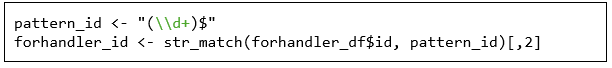 pattern_id <- "(\\d+)$"
forhandler_id <- str_match(forhandler_df$id, pattern_id)[,2]